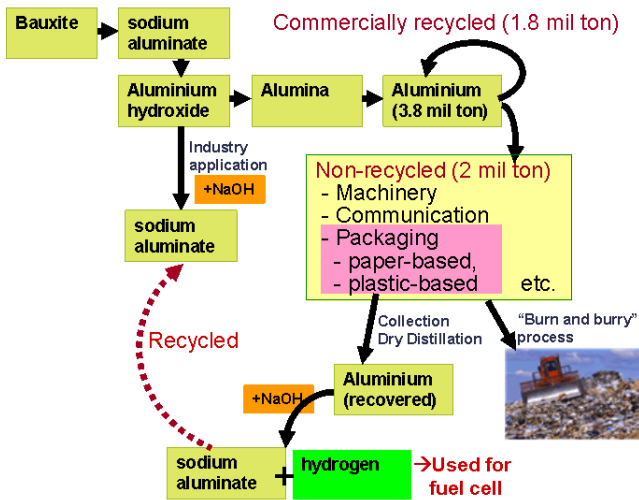 Bauxite
sodium
aluminate
Commercially recycled (1.8 mil ton)
Aluminium
hydroxide
Alumina
Aluminium
(3.8 mil ton)
Industry
application
+NaOH
sodium
aluminate
Non-recycled (2 mil ton)
- Machinery
- Communication
- Packaging
- paper-based,
- plastic-based etc.
Recycled
Collection
Dry Distillation
“Burn and burry”
process
Aluminium
(recovered)
+NaOH
sodium
aluminate
+
hydrogen
→Used for
fuel cell